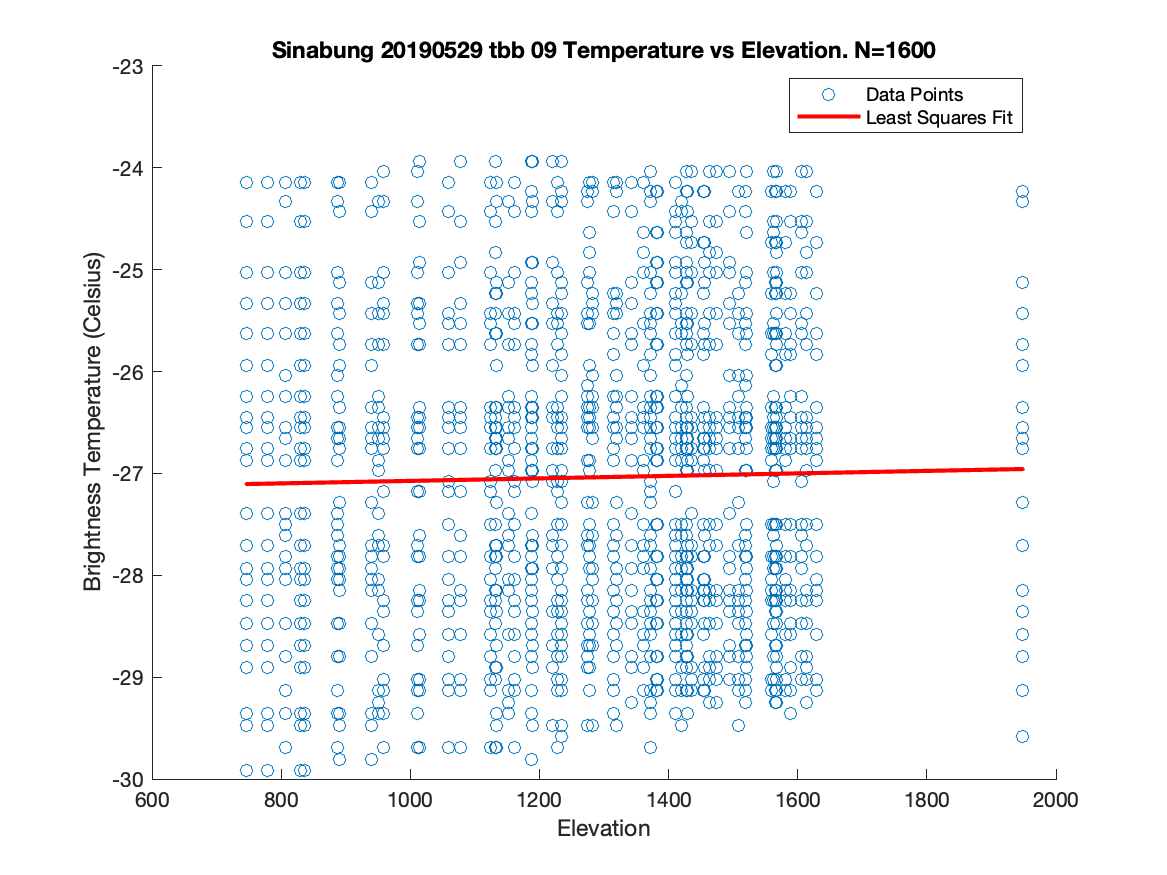 Sinabung 20190529 tbb 09 Temperature vs Elevation. N=1600
-23
Data Points
Least Squares Fit
-24
-25
-26
-27
-28
-29
-30
Brightness Temperature (Celsius)
600 800 1000 1200 1400 1600 1800 2000
Elevation